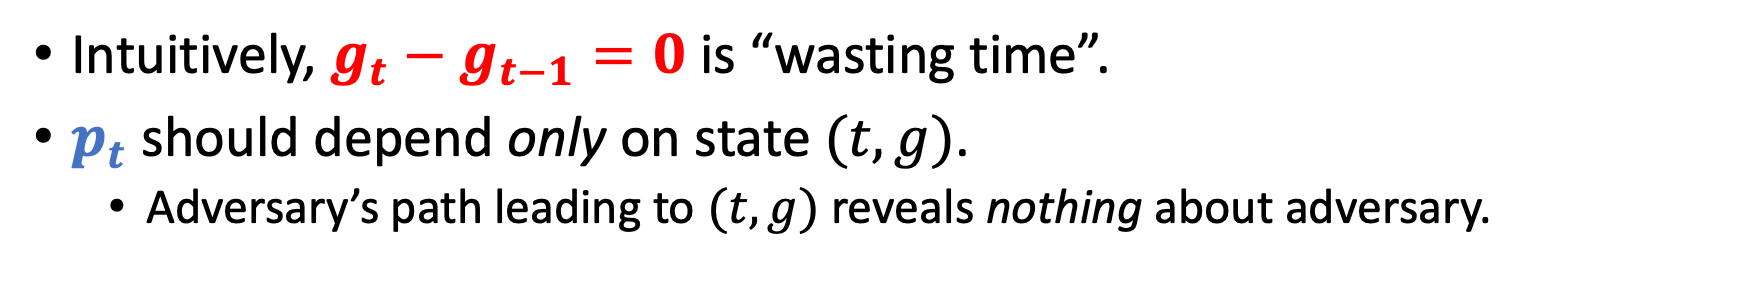 • Intuitively, g_t − g_{t−1} = 0 is “wasting time”.
• p_t should depend only on state (t, g).
• Adversary’s path leading to (t, g) reveals nothing about adversary.